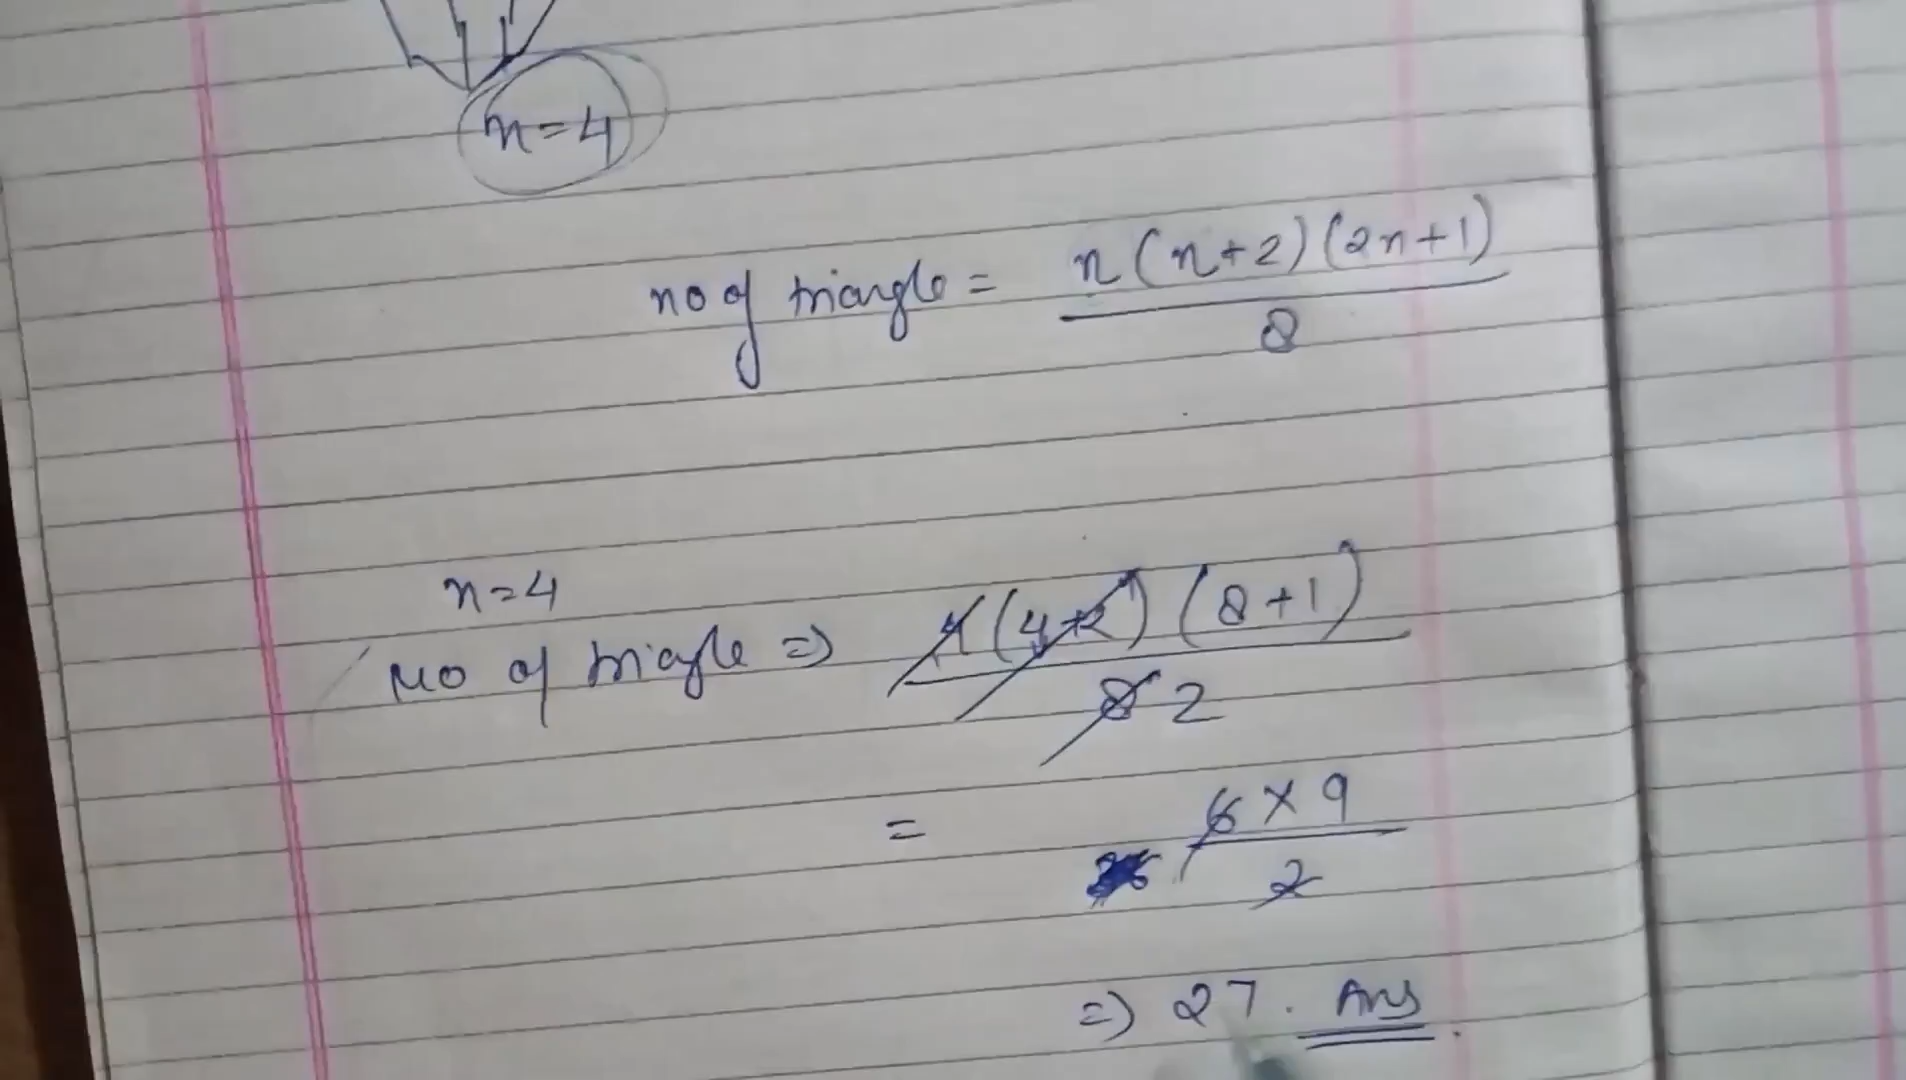 n=4
no of triangle = n(n+2)(2n+1)
8
n=4
No of triangle => 4(4+2)(8+1)
8 2
= 6×9
2
=> 27. Ans.